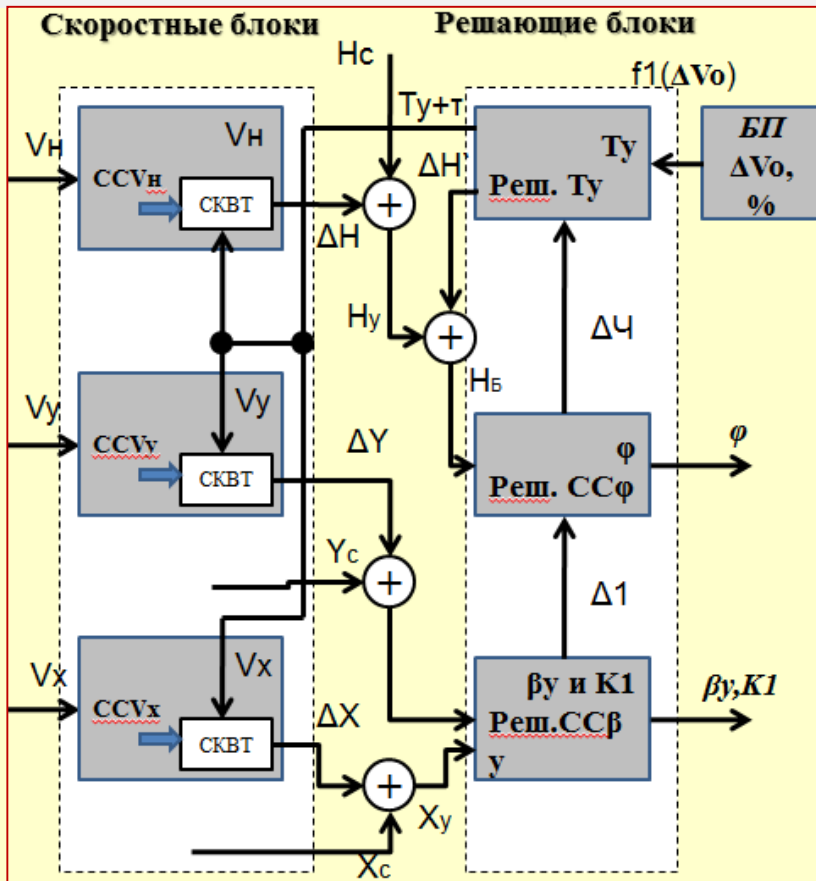 Скоростные блоки
Решающие блоки
Нс
f1(ΔVo)
Ту+τ
Vн
Vн
ССVн
СКВТ
ΔН
ΔН`
Ту
Реш. Ту
БП
ΔVo,
%
Ну
НБ
ΔЧ
Vу
Vу
ССVу
СКВТ
ΔY
φ
Реш. ССφ
φ
Yс
Δ1
Vх
Vх
ССVх
СКВТ
ΔХ
βу и К1
Реш.ССβ
у
βу,К1
Ху
Хс